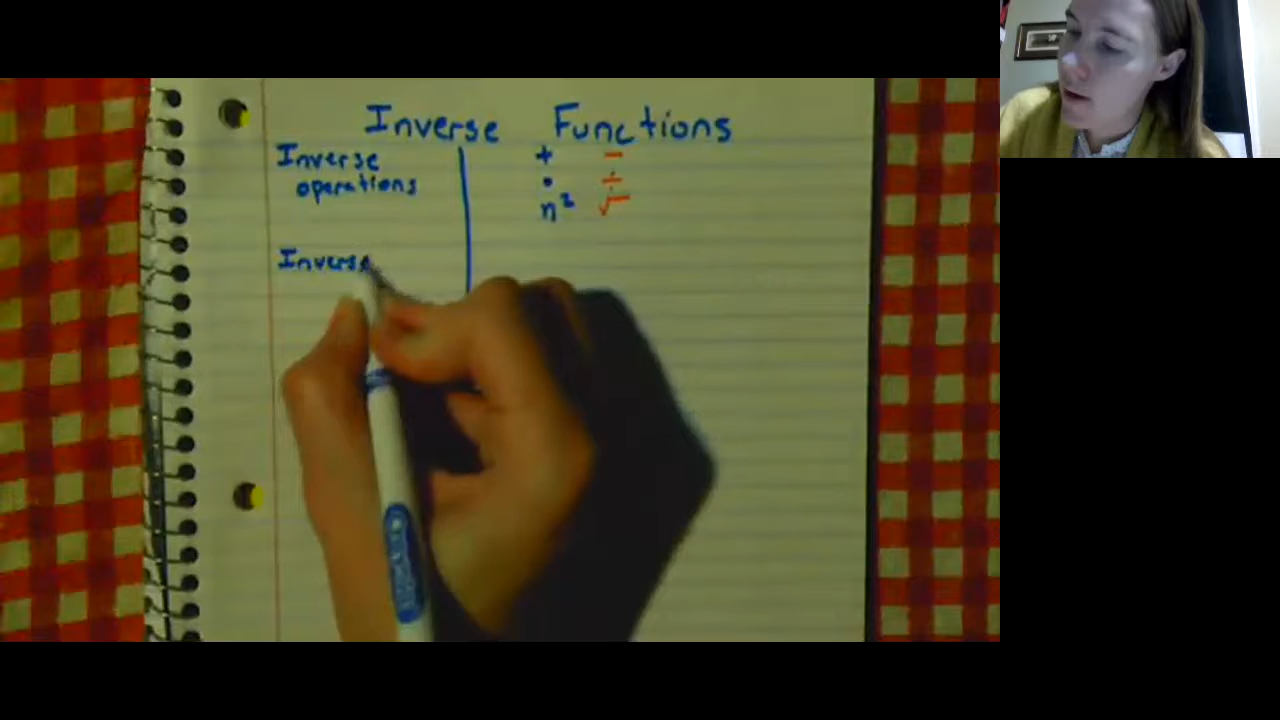 Inverse Functions
Inverse + −
operations • ÷
n² √
Inverse